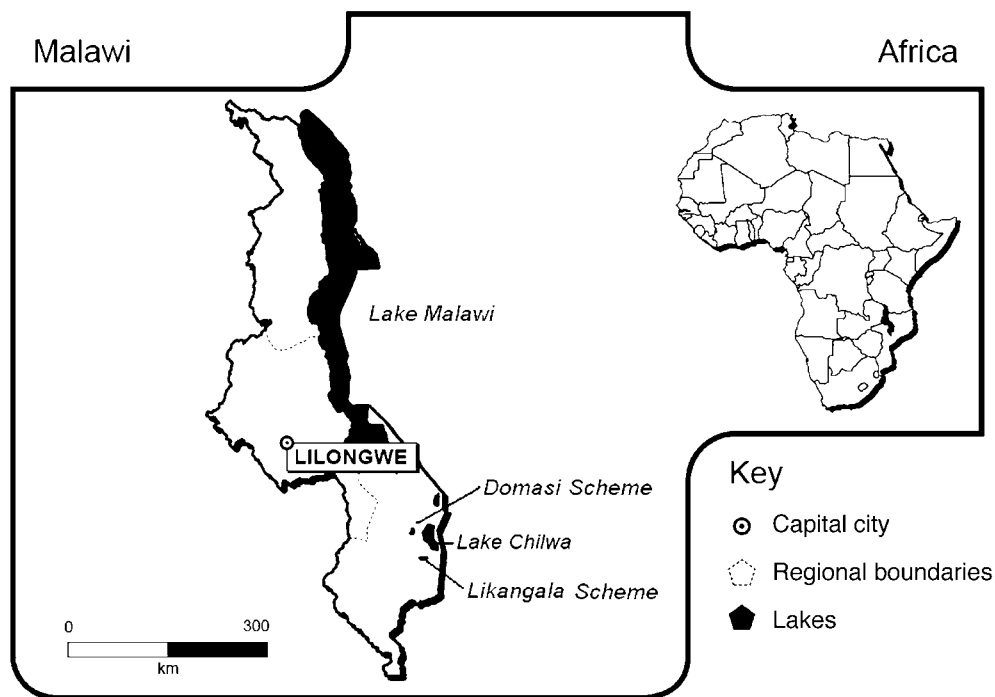 Malawi
Africa
Lake Malawi
LILONGWE
Domasi Scheme
Lake Chilwa
Likangala Scheme
0 300
km
Key
Capital city
Regional boundaries
Lakes